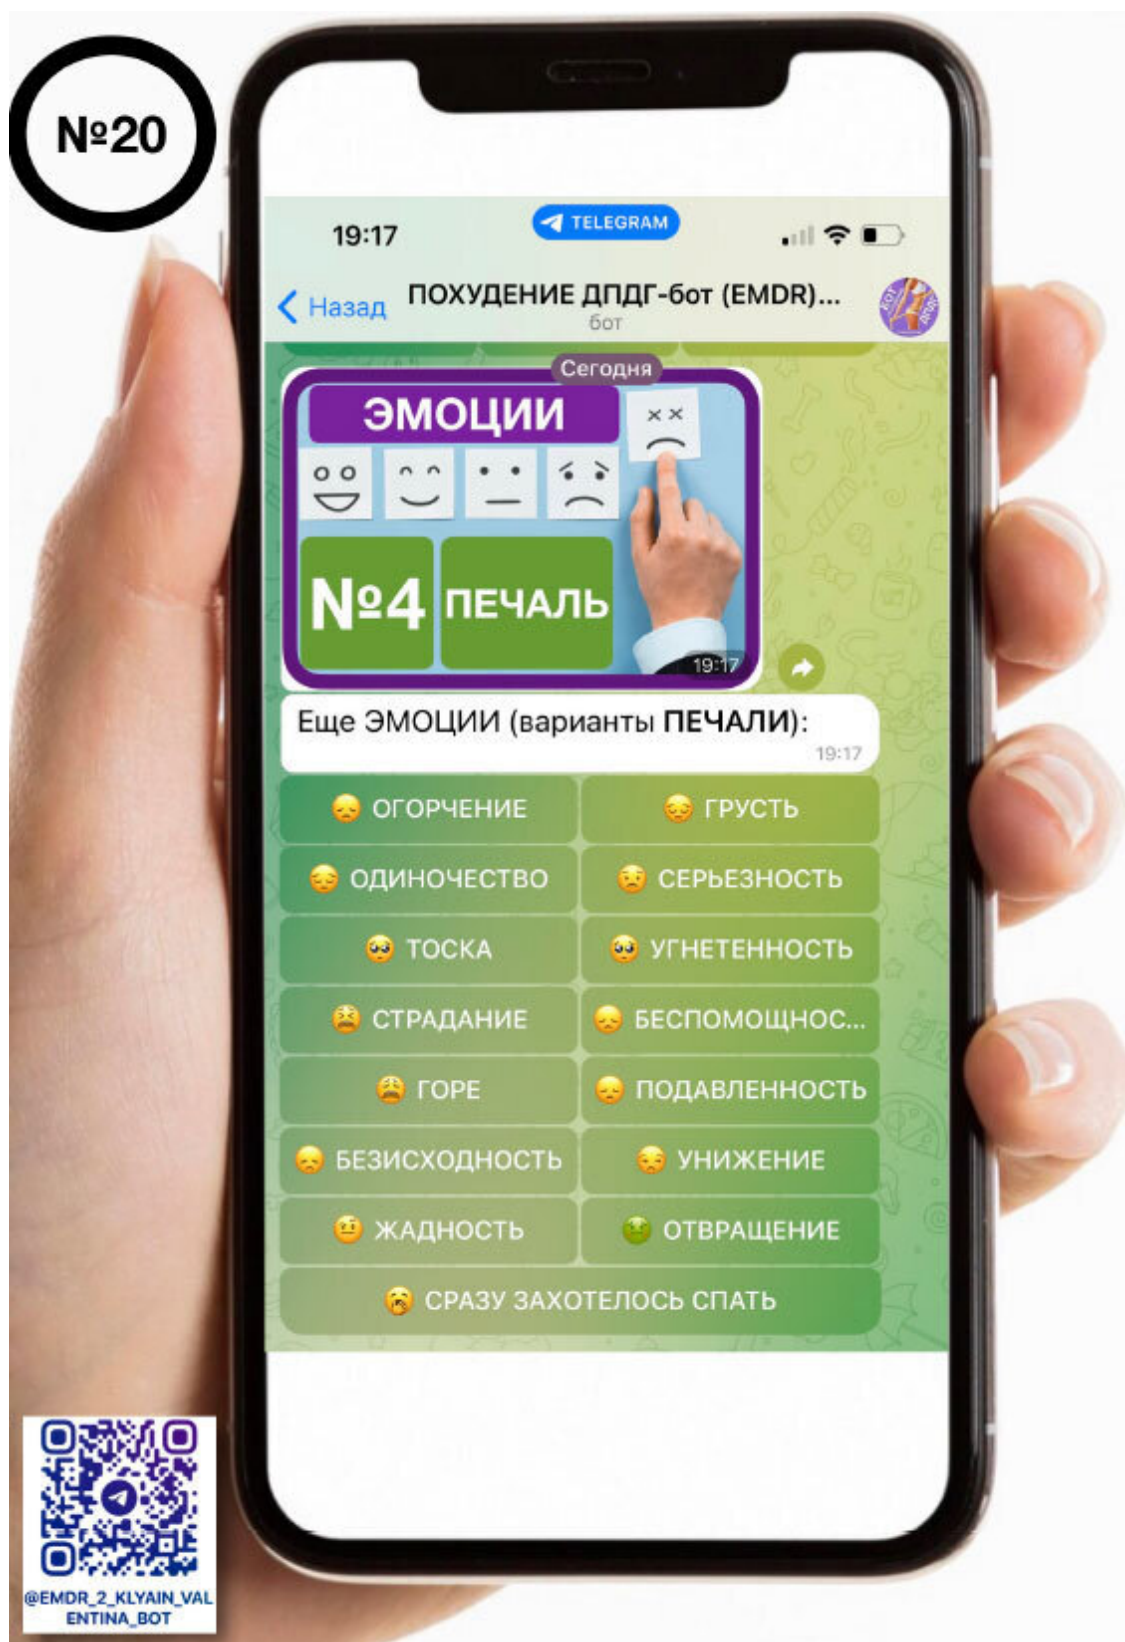 №20
19:17
TELEGRAM
Назад
ПОХУДЕНИЕ ДПДГ-бот (EMDR)...
бот
КОТ
ДПДГ
Сегодня
ЭМОЦИИ
№4 ПЕЧАЛЬ
19:17
Еще ЭМОЦИИ (варианты ПЕЧАЛИ):
19:17
ОГОРЧЕНИЕ
ГРУСТЬ
ОДИНОЧЕСТВО
СЕРЬЕЗНОСТЬ
ТОСКА
УГНЕТЕННОСТЬ
СТРАДАНИЕ
БЕСПОМОЩНОС...
ГОРЕ
ПОДАВЛЕННОСТЬ
БЕЗИСХОДНОСТЬ
УНИЖЕНИЕ
ЖАДНОСТЬ
ОТВРАЩЕНИЕ
СРАЗУ ЗАХОТЕЛОСЬ СПАТЬ
@EMDR_2_KLYAIN_VAL
ENTINA_BOT